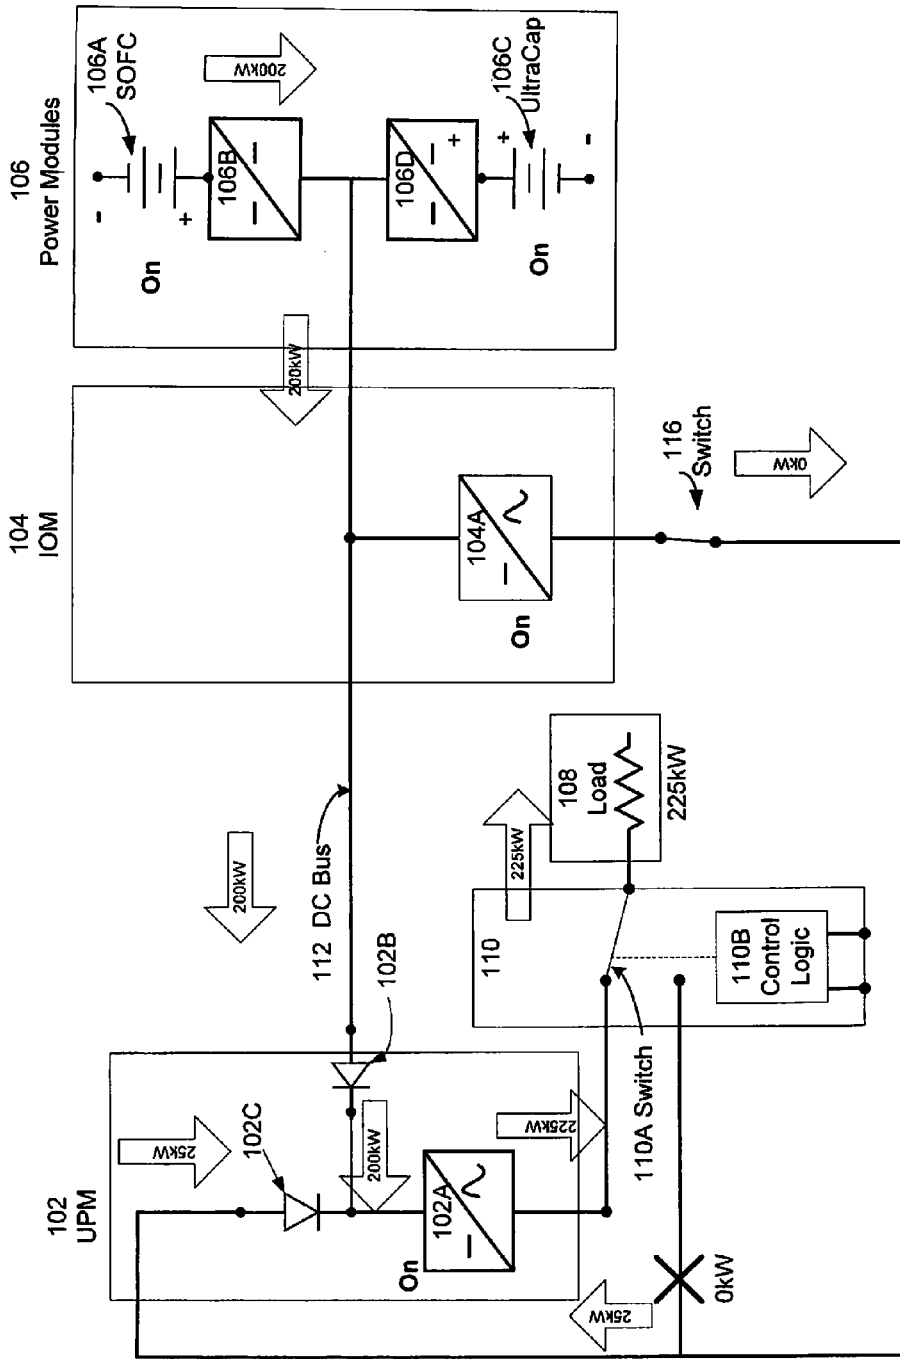 106
Power Modules
106A
SOFC
-
+
On
106B
200kW
106D
+
106C
UltraCap
+
-
On
200kW
104
IOM
104A
On
116
Switch
0kW
200kW
112 DC Bus
108
Load
225kW
225kW
110
110B
Control
Logic
110A Switch
102
UPM
102B
102C
25kW
200kW
102A
On
225kW
25kW
0kW